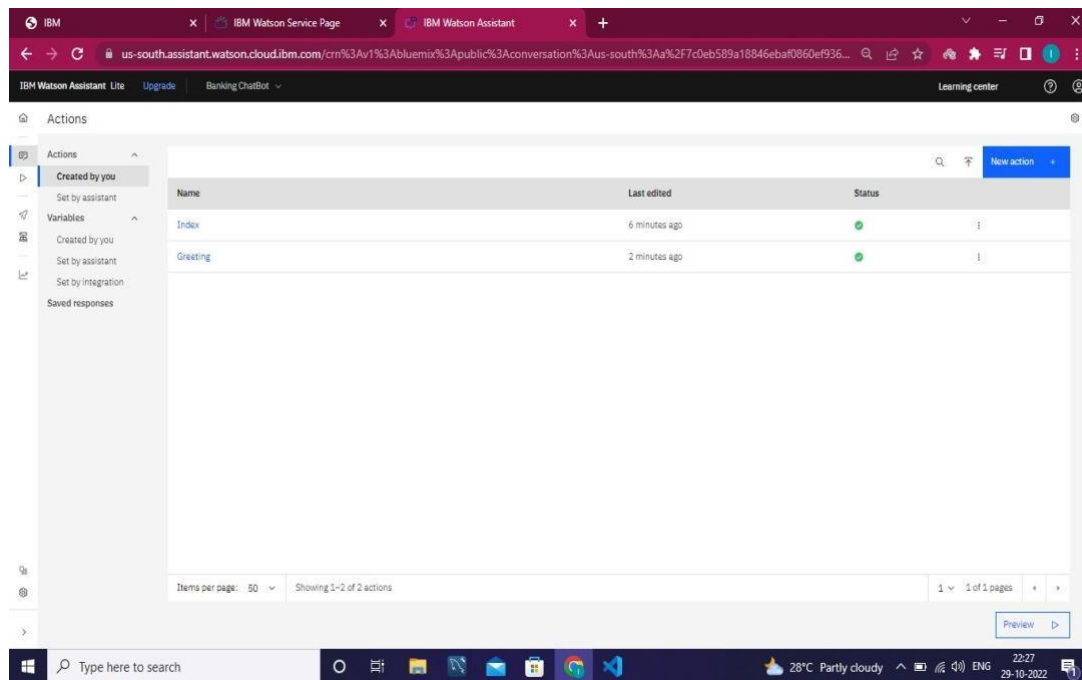 IBM
IBM Watson Service Page
IBM Watson Assistant
us-south.assistant.watson.cloud.ibm.com/crn%3Av1%3Abluemix%3Apublic%3Aconversation%3Aus-south%3Aa%2F7c0eb589a18846ebaf0860ef936...
IBM Watson Assistant Lite Upgrade Banking ChatBot Learning center
Actions
Actions
Created by you
Set by assistant
Variables
Created by you
Set by assistant
Set by integration
Saved responses
New action +
Name Last edited Status
Index 6 minutes ago
Greeting 2 minutes ago
Items per page: 50 Showing 1–2 of 2 actions 1 1 of 1 pages
Preview
Type here to search
28°C Partly cloudy ENG
22:27
29-10-2022